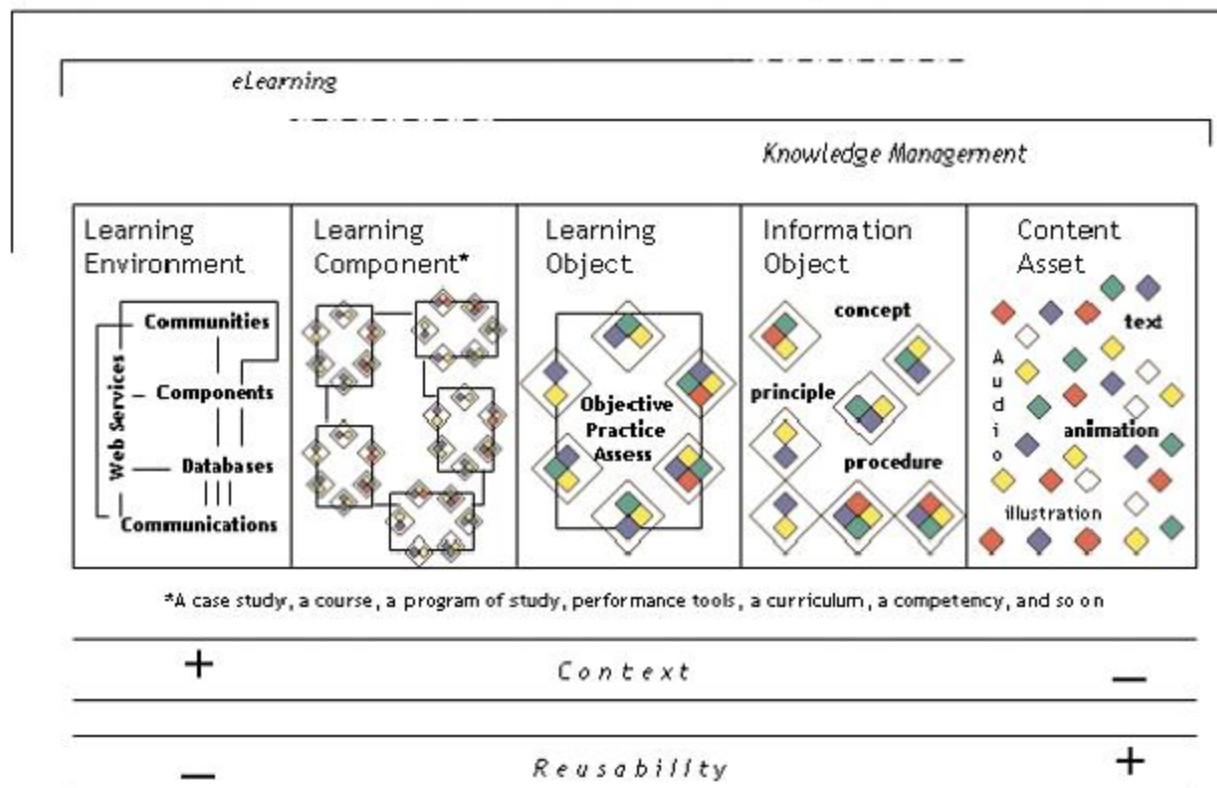 eLearning
Knowledge Management
Learning
Environment
Web Services
Communities
Components
Databases
Communications
Learning
Component*
Learning
Object
Objective
Practice
Assess
Information
Object
concept
principle
procedure
Content
Asset
text
Audio
animation
illustration
*A case study, a course, a program of study, performance tools, a curriculum, a competency, and so on
+ Context –
– Reusability +